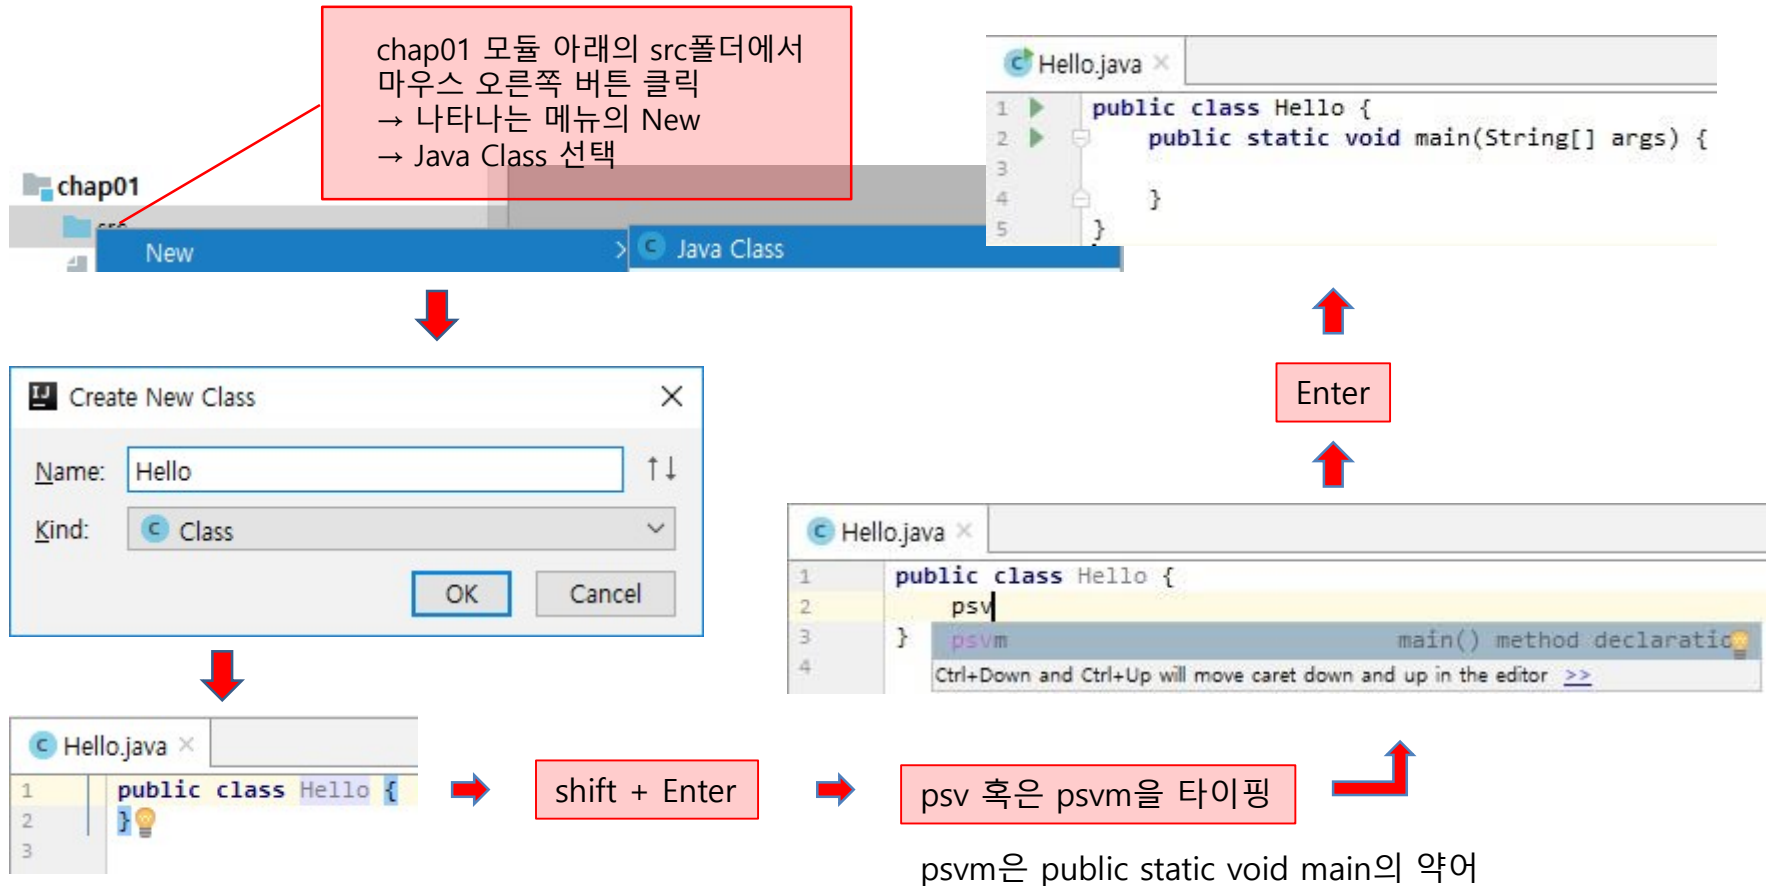 chap01 모듈 아래의 src폴더에서
마우스 오른쪽 버튼 클릭
→ 나타나는 메뉴의 New
→ Java Class 선택
chap01
src
New
Java Class
Create New Class
Name: Hello
Kind: Class
OK Cancel
Hello.java
1 public class Hello {
2 }
3
shift + Enter
psv 혹은 psvm을 타이핑
psvm은 public static void main의 약어
Hello.java
1 public class Hello {
2 psv
3 } psvm main() method declaratio
4 Ctrl+Down and Ctrl+Up will move caret down and up in the editor >>
Enter
Hello.java
1 public class Hello {
2 public static void main(String[] args) {
3
4 }
5 }